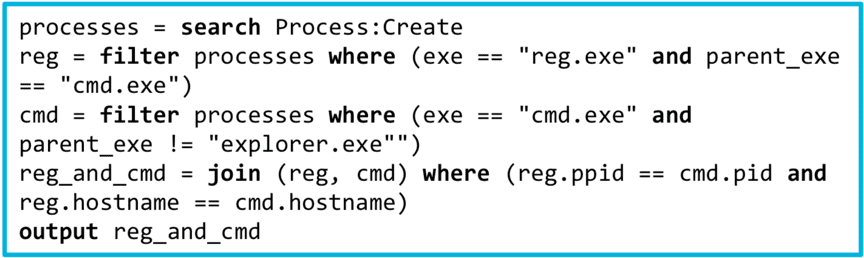 processes = search Process:Create
reg = filter processes where (exe == "reg.exe" and parent_exe
== "cmd.exe")
cmd = filter processes where (exe == "cmd.exe" and
parent_exe != "explorer.exe"")
reg_and_cmd = join (reg, cmd) where (reg.ppid == cmd.pid and
reg.hostname == cmd.hostname)
output reg_and_cmd